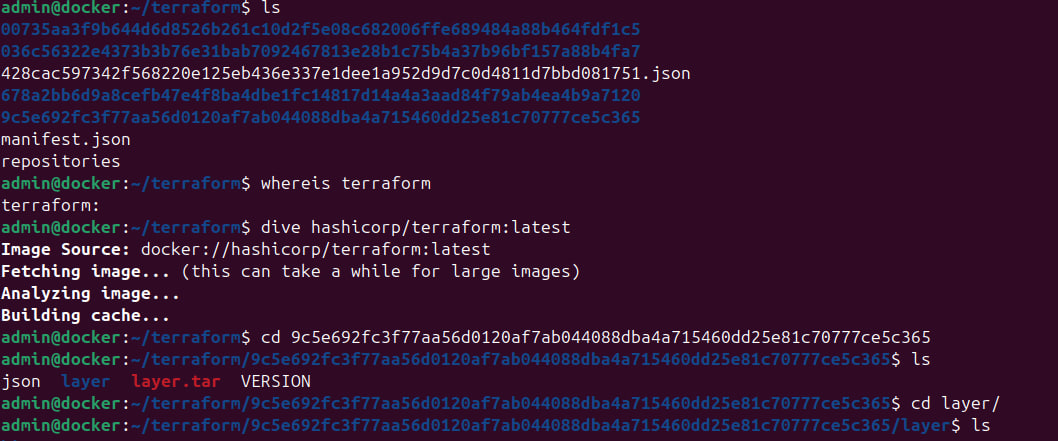 admin@docker:~/terraform$ ls
00735aa3f9b644d6d8526b261c10d2f5e08c682006ffe689484a88b464fdf1c5
036c56322e4373b3b76e31bab7092467813e28b1c75b4a37b96bf157a88b4fa7
428cac597342f568220e125eb436e337e1dee1a952d9d7c0d4811d7bbd081751.json
678a2bb6d9a8cefb47e4f8ba4dbe1fc14817d14a4a3aad84f79ab4ea4b9a7120
9c5e692fc3f77aa56d0120af7ab044088dba4a715460dd25e81c70777ce5c365
manifest.json
repositories
admin@docker:~/terraform$ whereis terraform
terraform:
admin@docker:~/terraform$ dive hashicorp/terraform:latest
Image Source: docker://hashicorp/terraform:latest
Fetching image... (this can take a while for large images)
Analyzing image...
Building cache...
admin@docker:~/terraform$ cd 9c5e692fc3f77aa56d0120af7ab044088dba4a715460dd25e81c70777ce5c365
admin@docker:~/terraform/9c5e692fc3f77aa56d0120af7ab044088dba4a715460dd25e81c70777ce5c365$ ls
json  layer  layer.tar  VERSION
admin@docker:~/terraform/9c5e692fc3f77aa56d0120af7ab044088dba4a715460dd25e81c70777ce5c365$ cd layer/
admin@docker:~/terraform/9c5e692fc3f77aa56d0120af7ab044088dba4a715460dd25e81c70777ce5c365/layer$ ls